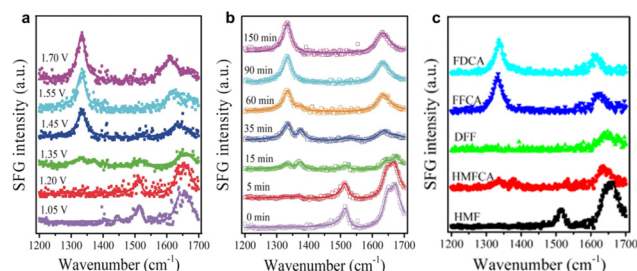 a
1.70 V
1.55 V
1.45 V
1.35 V
1.20 V
1.05 V
SFG intensity (a.u.)
1200 1300 1400 1500 1600 1700
Wavenumber (cm⁻¹)
b
150 min
90 min
60 min
35 min
15 min
5 min
0 min
SFG intensity (a.u.)
1200 1300 1400 1500 1600 1700
Wavenumber (cm⁻¹)
c
FDCA
FFCA
DFF
HMFCA
HMF
SFG intensity (a.u.)
1200 1300 1400 1500 1600 1700
Wavenumber (cm⁻¹)